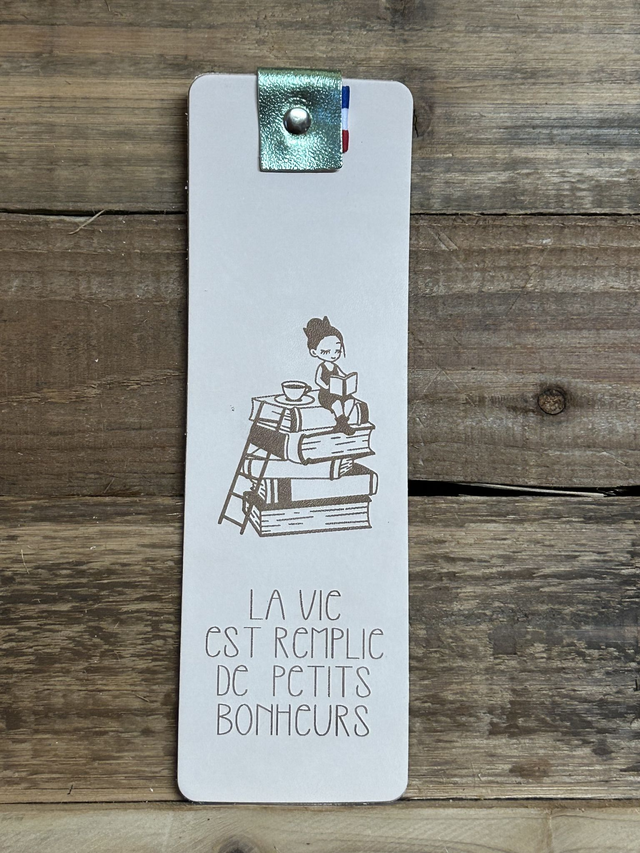 LA VIE
EST REMPLIE
DE PETITS
BONHEURS